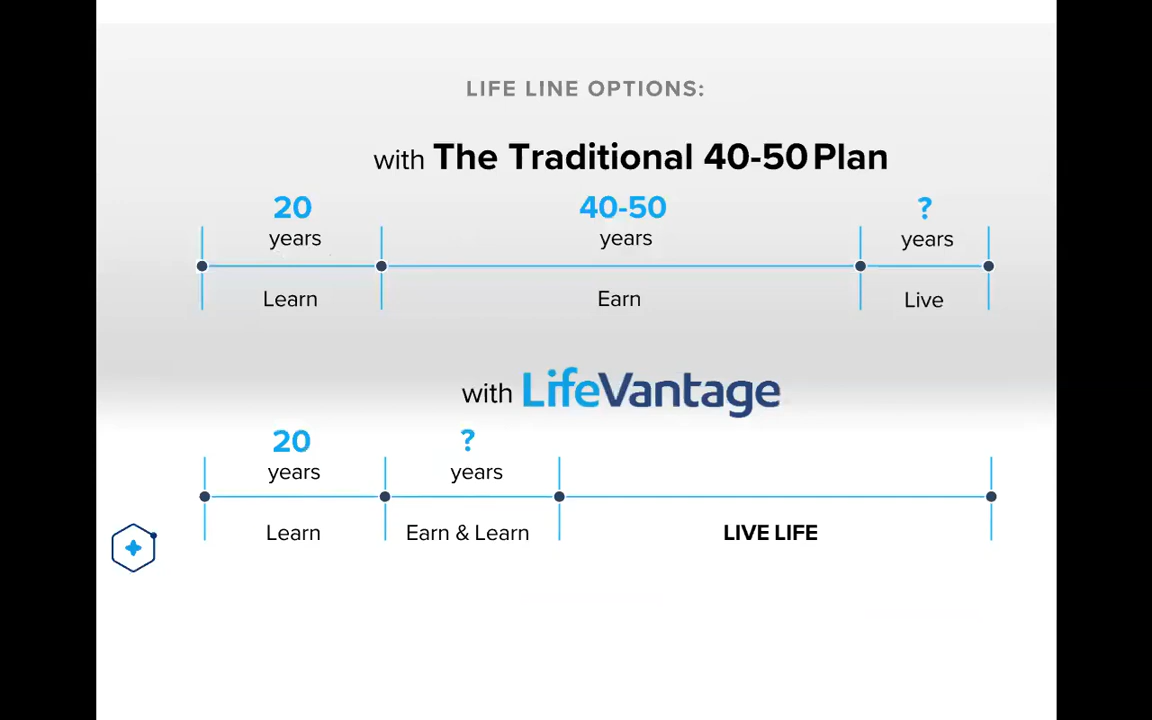 LIFE LINE OPTIONS:
with The Traditional 40-50 Plan
20 40-50 ?
years years years
Learn Earn Live
with LifeVantage
20 ?
years years
Learn Earn & Learn LIVE LIFE